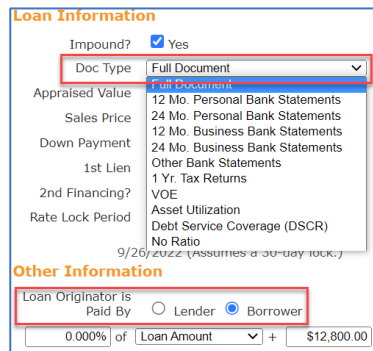 Loan Information
Impound? Yes
Doc Type Full Document
Full Document
Appraised Value
12 Mo. Personal Bank Statements
Sales Price
24 Mo. Personal Bank Statements
12 Mo. Business Bank Statements
Down Payment
24 Mo. Business Bank Statements
Other Bank Statements
1st Lien
1 Yr. Tax Returns
2nd Financing?
VOE
Asset Utilization
Rate Lock Period
Debt Service Coverage (DSCR)
No Ratio
9/26/2022 (Assumes a 30-day lock.)
Other Information
Loan Originator is
Paid By Lender Borrower
0.000% of Loan Amount + $12,800.00